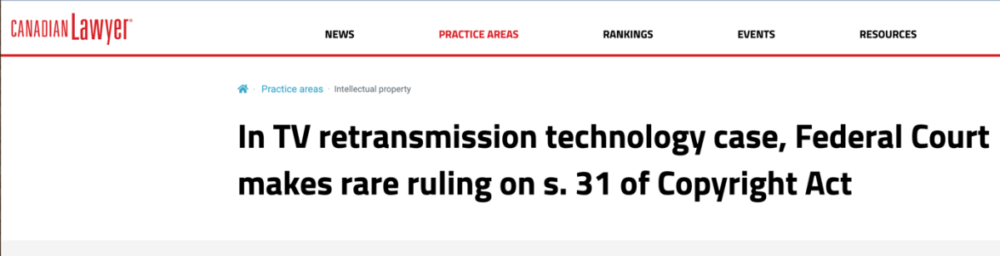 CANADIAN Lawyer
NEWS PRACTICE AREAS RANKINGS EVENTS RESOURCES
Practice areas · Intellectual property
In TV retransmission technology case, Federal Court
makes rare ruling on s. 31 of Copyright Act